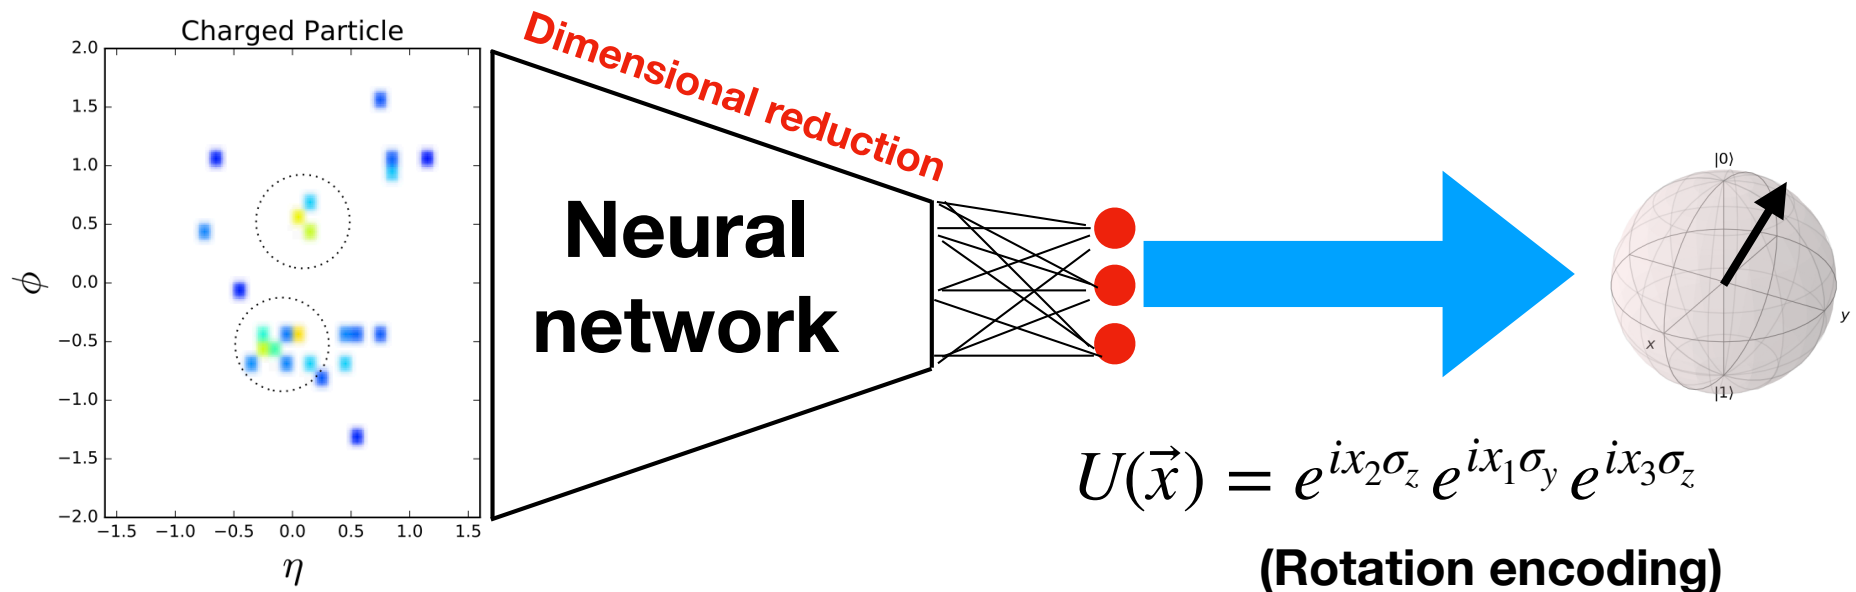 Charged Particle
2.0
1.5
1.0
0.5
0.0
−0.5
−1.0
−1.5
−2.0
ϕ
−1.5 −1.0 −0.5 0.0 0.5 1.0 1.5
η
Dimensional reduction
Neural
network
|0⟩
y
x
|1⟩
U(x⃗) = e^{ix₂σ_z} e^{ix₁σ_y} e^{ix₃σ_z}
(Rotation encoding)